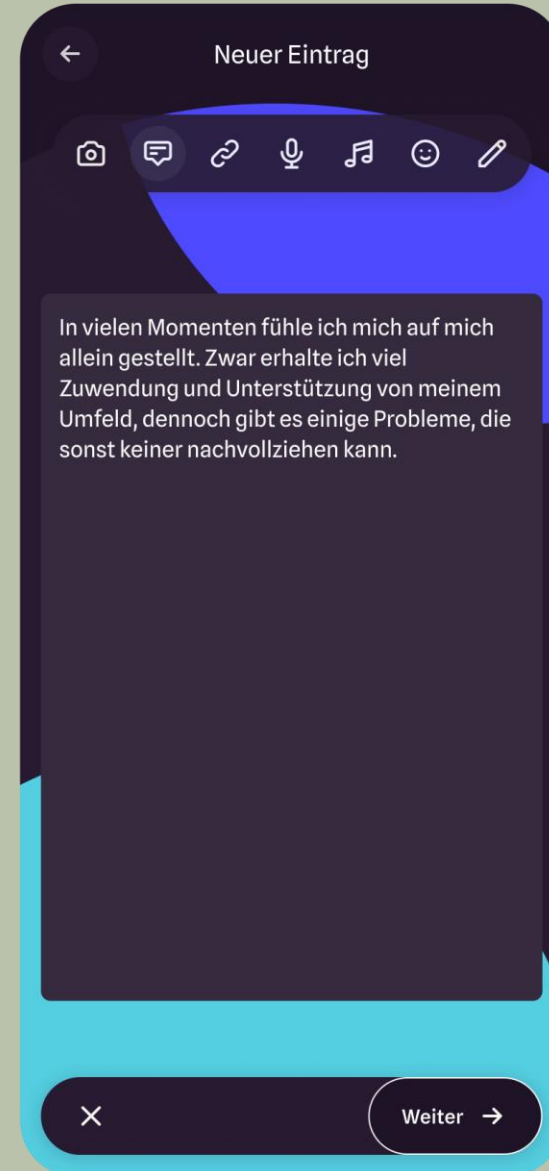 Neuer Eintrag
In vielen Momenten fühle ich mich auf mich
allein gestellt. Zwar erhalte ich viel
Zuwendung und Unterstützung von meinem
Umfeld, dennoch gibt es einige Probleme, die
sonst keiner nachvollziehen kann.
Weiter